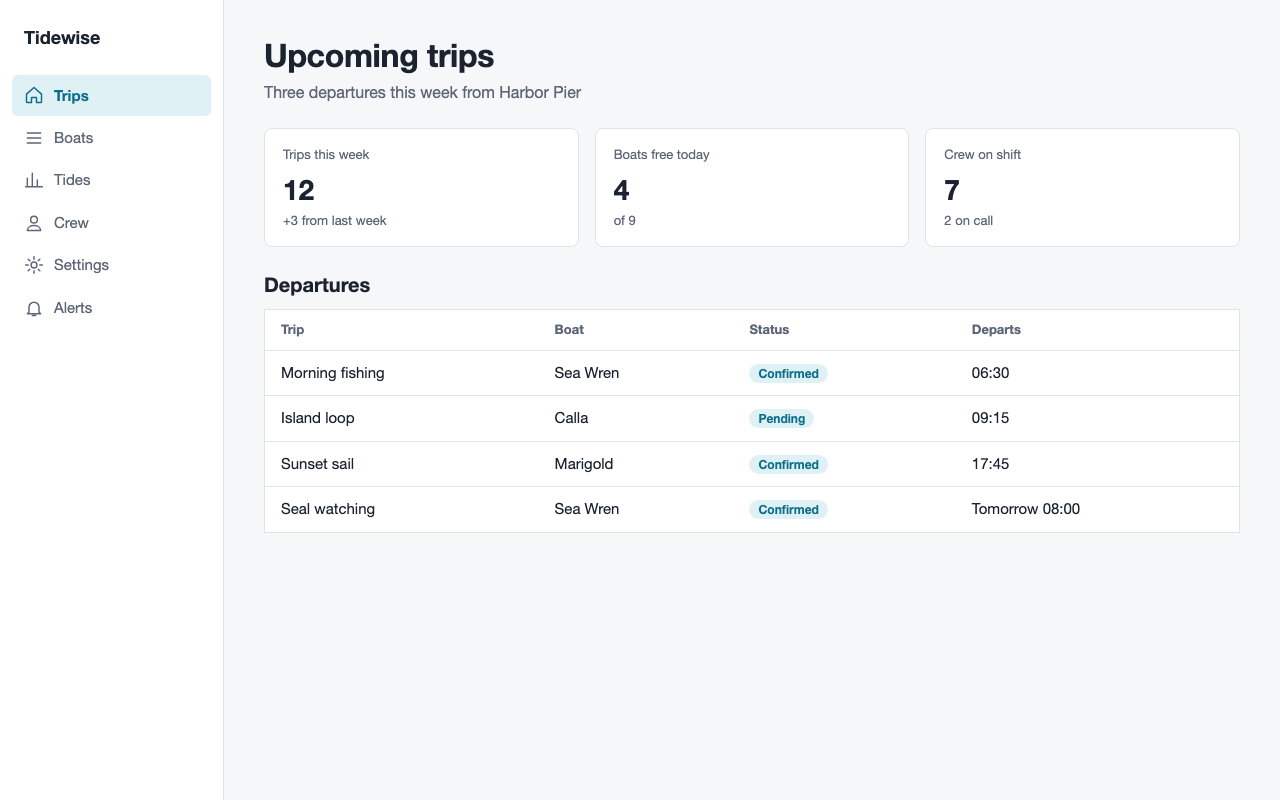 Tidewise
Trips
Boats
Tides
Crew
Settings
Alerts
Upcoming trips
Three departures this week from Harbor Pier
Trips this week
12
+3 from last week
Boats free today
4
of 9
Crew on shift
7
2 on call
Departures
Trip Boat Status Departs
Morning fishing Sea Wren Confirmed 06:30
Island loop Calla Pending 09:15
Sunset sail Marigold Confirmed 17:45
Seal watching Sea Wren Confirmed Tomorrow 08:00